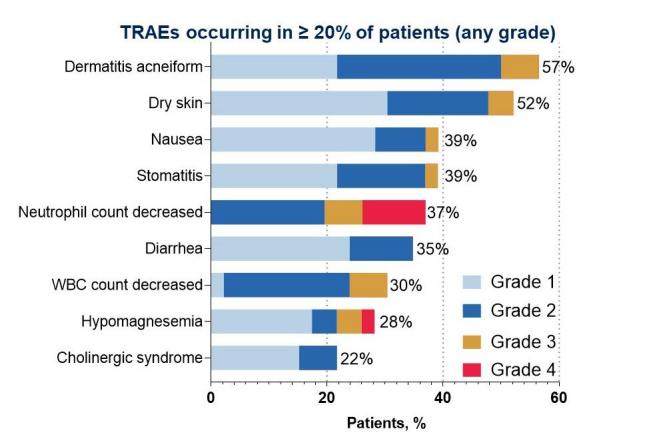 TRAEs occurring in ≥ 20% of patients (any grade)
Dermatitis acneiform 57%
Dry skin 52%
Nausea 39%
Stomatitis 39%
Neutrophil count decreased 37%
Diarrhea 35%
WBC count decreased 30%
Hypomagnesemia 28%
Cholinergic syndrome 22%
Grade 1
Grade 2
Grade 3
Grade 4
0 20 40 60
Patients, %